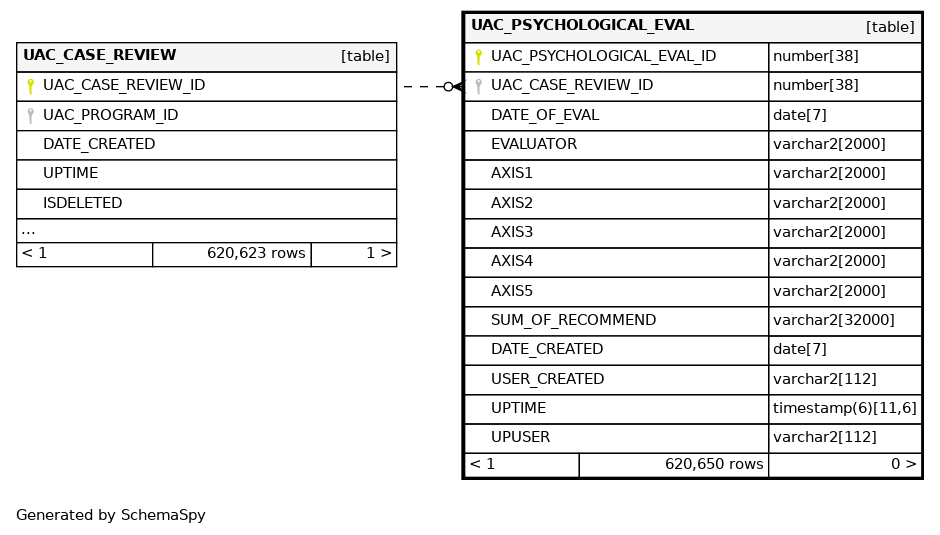 UAC_CASE_REVIEW [table]
UAC_CASE_REVIEW_ID
UAC_PROGRAM_ID
DATE_CREATED
UPTIME
ISDELETED
...
< 1 620,623 rows 1 >
UAC_PSYCHOLOGICAL_EVAL [table]
UAC_PSYCHOLOGICAL_EVAL_ID number[38]
UAC_CASE_REVIEW_ID number[38]
DATE_OF_EVAL date[7]
EVALUATOR varchar2[2000]
AXIS1 varchar2[2000]
AXIS2 varchar2[2000]
AXIS3 varchar2[2000]
AXIS4 varchar2[2000]
AXIS5 varchar2[2000]
SUM_OF_RECOMMEND varchar2[32000]
DATE_CREATED date[7]
USER_CREATED varchar2[112]
UPTIME timestamp(6)[11,6]
UPUSER varchar2[112]
< 1 620,650 rows 0 >
Generated by SchemaSpy